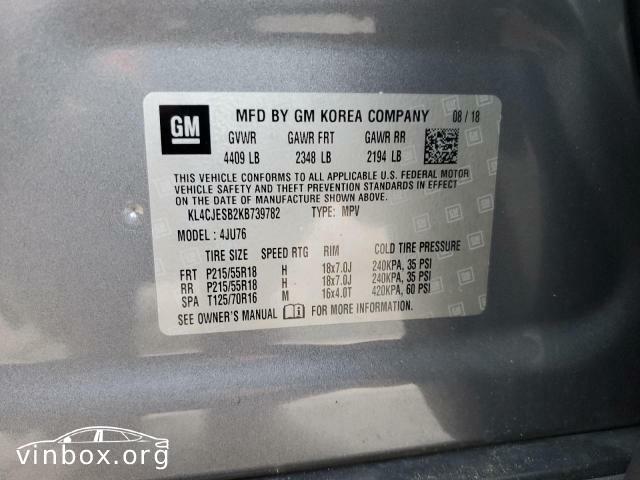 GM MFD BY GM KOREA COMPANY 08 / 18
GVWR GAWR FRT GAWR RR
4409 LB 2348 LB 2194 LB
THIS VEHICLE CONFORMS TO ALL APPLICABLE U.S. FEDERAL MOTOR
VEHICLE SAFETY AND THEFT PREVENTION STANDARDS IN EFFECT
ON THE DATE OF MANUFACTURE SHOWN ABOVE.
KL4CJESB2KB739782 TYPE: MPV
MODEL : 4JU76
TIRE SIZE SPEED RTG RIM COLD TIRE PRESSURE
FRT P215/55R18 H 18x7.0J 240KPA, 35 PSI
RR P215/55R18 H 18x7.0J 240KPA, 35 PSI
SPA T125/70R16 M 16x4.0T 420KPA, 60 PSI
SEE OWNER'S MANUAL FOR MORE INFORMATION.
vinbox.org